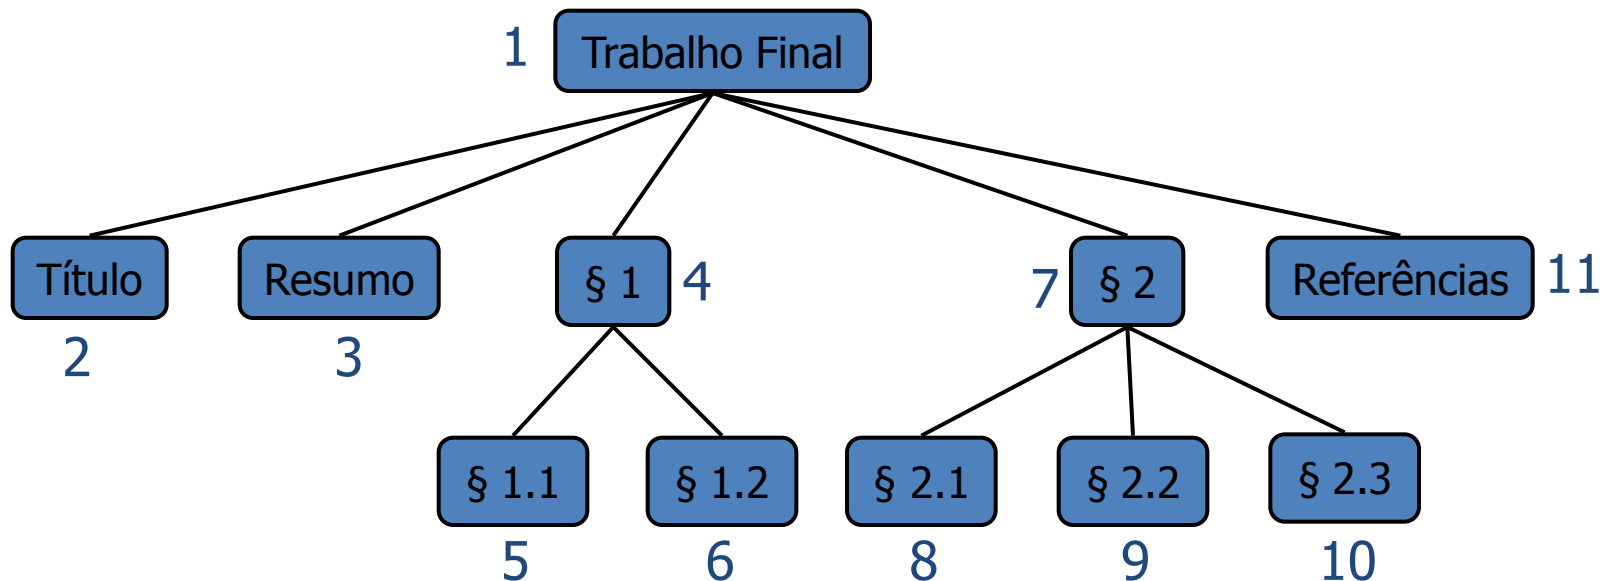 1 Trabalho Final
Título Resumo § 1 4 7 § 2 Referências 11
2 3
§ 1.1 § 1.2 § 2.1 § 2.2 § 2.3
5 6 8 9 10